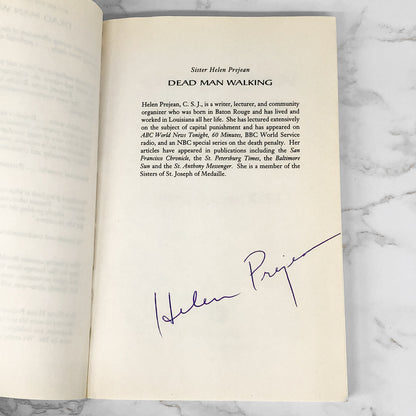 Sister Helen Prejean
DEAD MAN WALKING
Helen Prejean, C. S. J., is a writer, lecturer, and community
organizer who was born in Baton Rouge and has lived and
worked in Louisiana all her life. She has lectured extensively
on the subject of capital punishment and has appeared on
ABC World News Tonight, 60 Minutes, BBC World Service
radio, and an NBC special series on the death penalty. Her
articles have appeared in publications including the San
Francisco Chronicle, the St. Petersburg Times, the Baltimore
Sun and the St. Anthony Messenger. She is a member of the
Sisters of St. Joseph of Medaille.
Helen Prejean